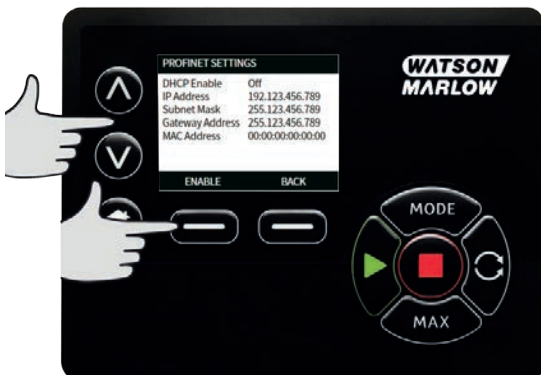 PROFINET SETTINGS
DHCP Enable Off
IP Address 192.123.456.789
Subnet Mask 255.123.456.789
Gateway Address 255.123.456.789
MAC Address 00:00:00:00:00:00
ENABLE BACK
WATSON
MARLOW
MODE
MAX